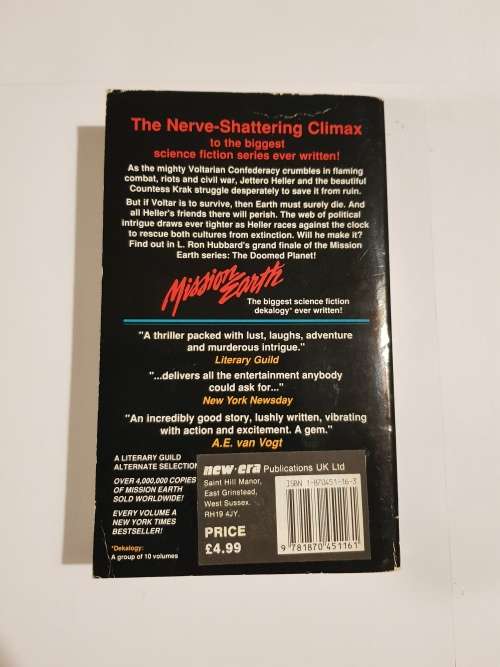 The Nerve-Shattering Climax
to the biggest
science fiction series ever written!
As the mighty Voltarian Confederacy crumbles in flaming
combat, riots and civil war, Jettero Heller and the beautiful
Countess Krak struggle desperately to save it from ruin.
But if Voltar is to survive, then Earth must surely die. And
all Heller's friends there will perish. The web of political
intrigue draws ever tighter as Heller races against the clock
to rescue both cultures from extinction. Will he make it?
Find out in L. Ron Hubbard's grand finale of the Mission
Earth series: The Doomed Planet!
Mission Earth
The biggest science fiction
dekalogy* ever written!
"A thriller packed with lust, laughs, adventure
and murderous intrigue."
Literary Guild
"...delivers all the entertainment anybody
could ask for..."
New York Newsday
"An incredibly good story, lushly written, vibrating
with action and excitement. A gem."
A.E. van Vogt
A LITERARY GUILD
ALTERNATE SELECTION
OVER 4,000,000 COPIES
OF MISSION EARTH
SOLD WORLDWIDE!
EVERY VOLUME A
NEW YORK TIMES
BESTSELLER!
*Dekalogy:
A group of 10 volumes
new era Publications UK Ltd
Saint Hill Manor,
East Grinstead,
West Sussex.
RH19 4JY.
PRICE
£4.99
ISBN 1-870451-16-3
9 781870 451161